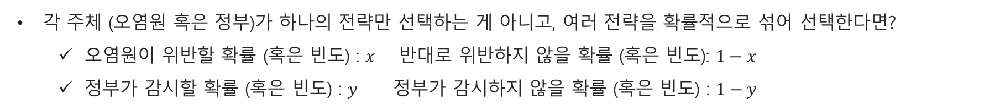 • 각 주체 (오염원 혹은 정부)가 하나의 전략만 선택하는 게 아니고, 여러 전략을 확률적으로 섞어 선택한다면?
✓ 오염원이 위반할 확률 (혹은 빈도) : x 반대로 위반하지 않을 확률 (혹은 빈도): 1 − x
✓ 정부가 감시할 확률 (혹은 빈도) : y 정부가 감시하지 않을 확률 (혹은 빈도) : 1 − y